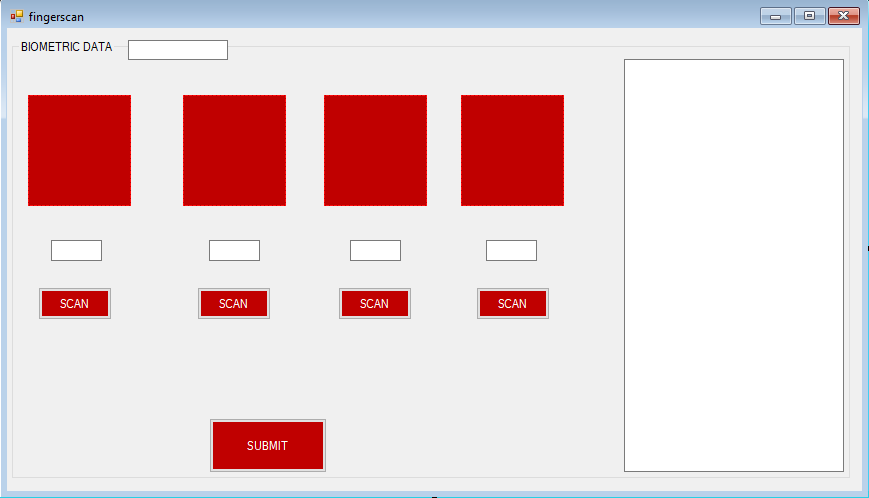 fingerscan
BIOMETRIC DATA
SCAN SCAN SCAN SCAN
SUBMIT